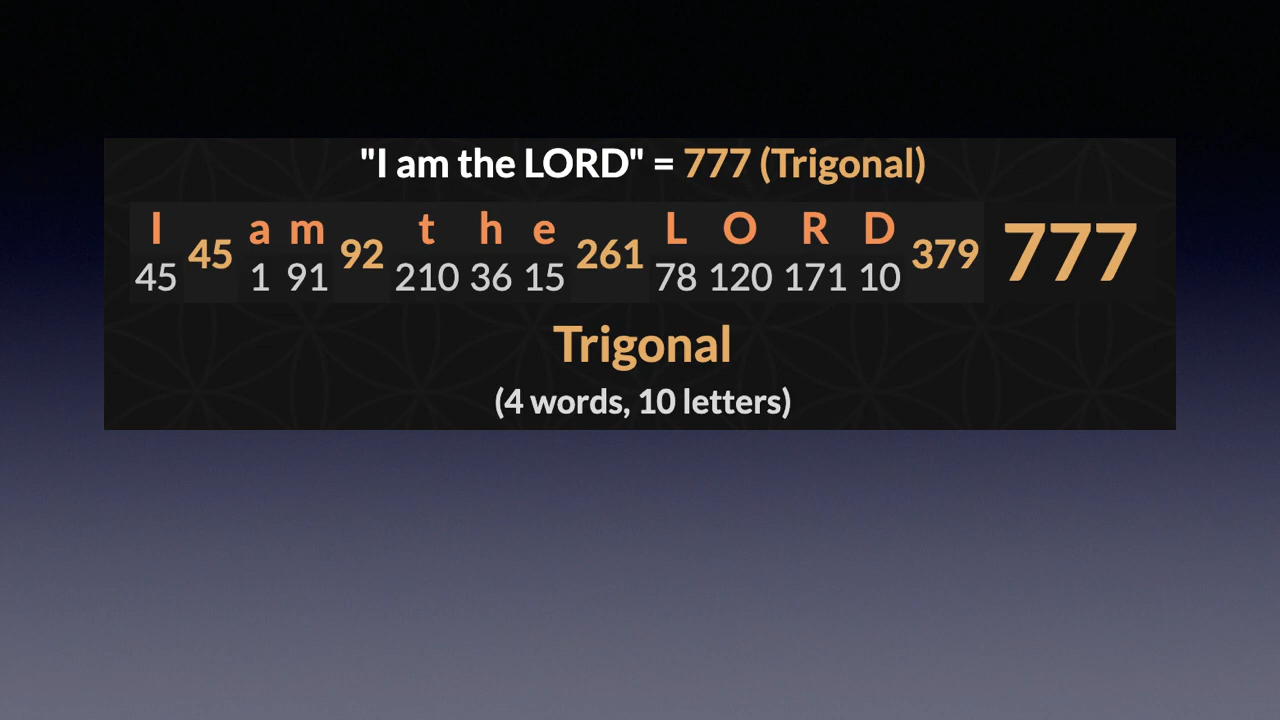 "I am the LORD" = 777 (Trigonal)
I 45 a m 92 t h e 261 L O R D 379 777
45 1 91 210 36 15 78 120 171 10
Trigonal
(4 words, 10 letters)